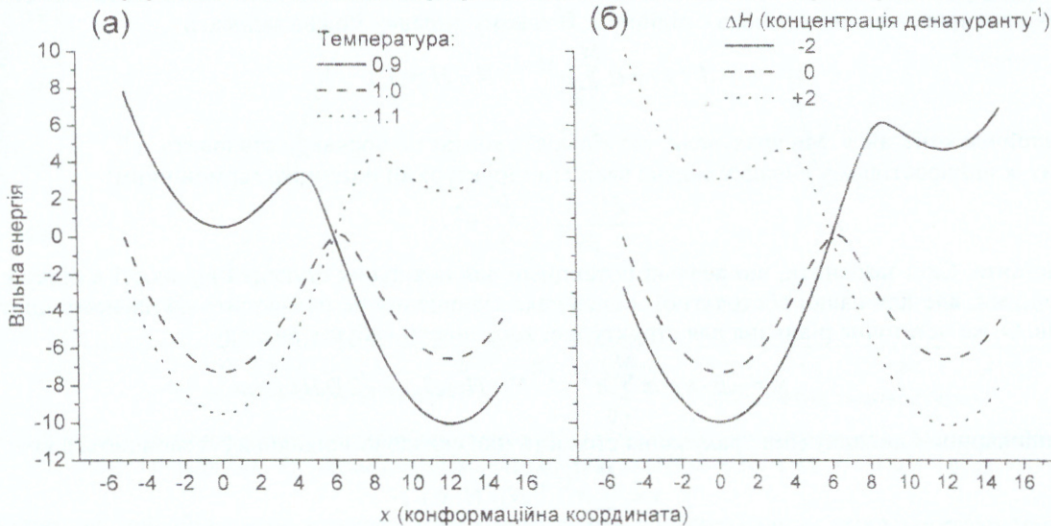 (а)
Температура:
0.9
1.0
1.1
(б)
ΔH (концентрація денатуранту⁻¹)
-2
0
+2
Вільна енергія
10
8
6
4
2
0
-2
-4
-6
-8
-10
-12
-6 -4 -2 0 2 4 6 8 10 12 14 16
-6 -4 -2 0 2 4 6 8 10 12 14 16
x (конформаційна координата)